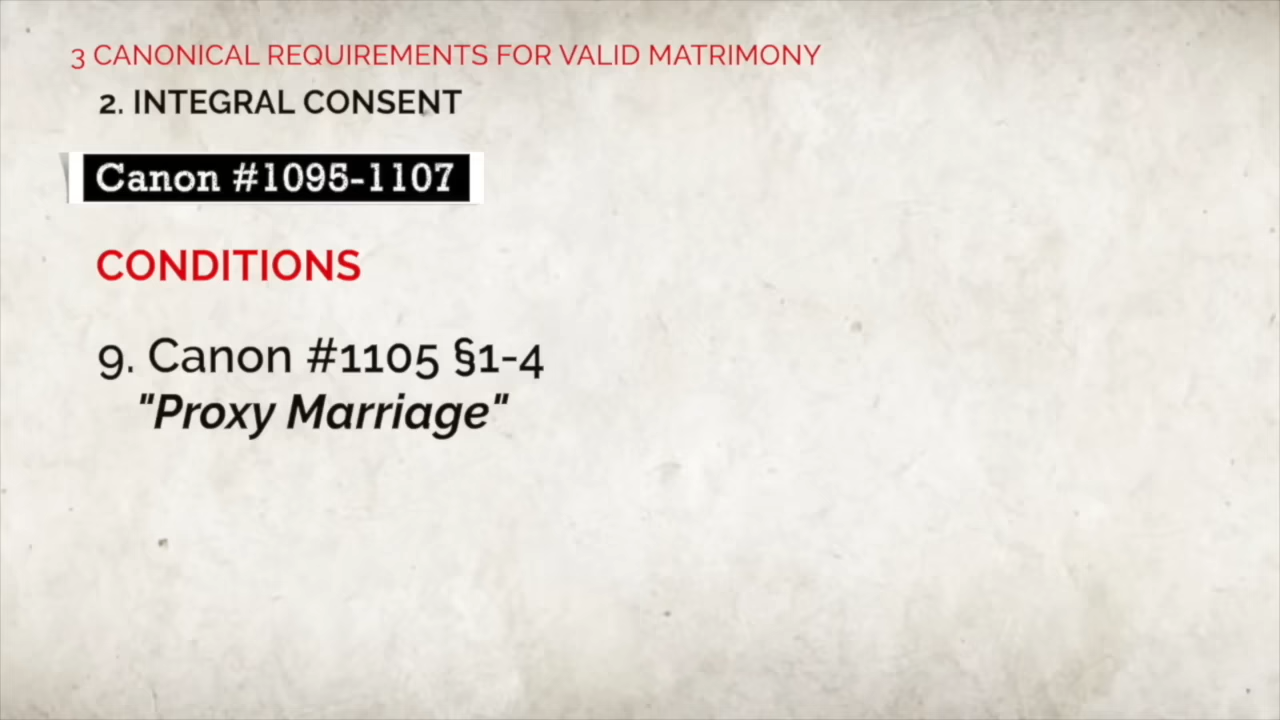 3 CANONICAL REQUIREMENTS FOR VALID MATRIMONY
2. INTEGRAL CONSENT
Canon #1095-1107
CONDITIONS
9. Canon #1105 §1-4
"Proxy Marriage"